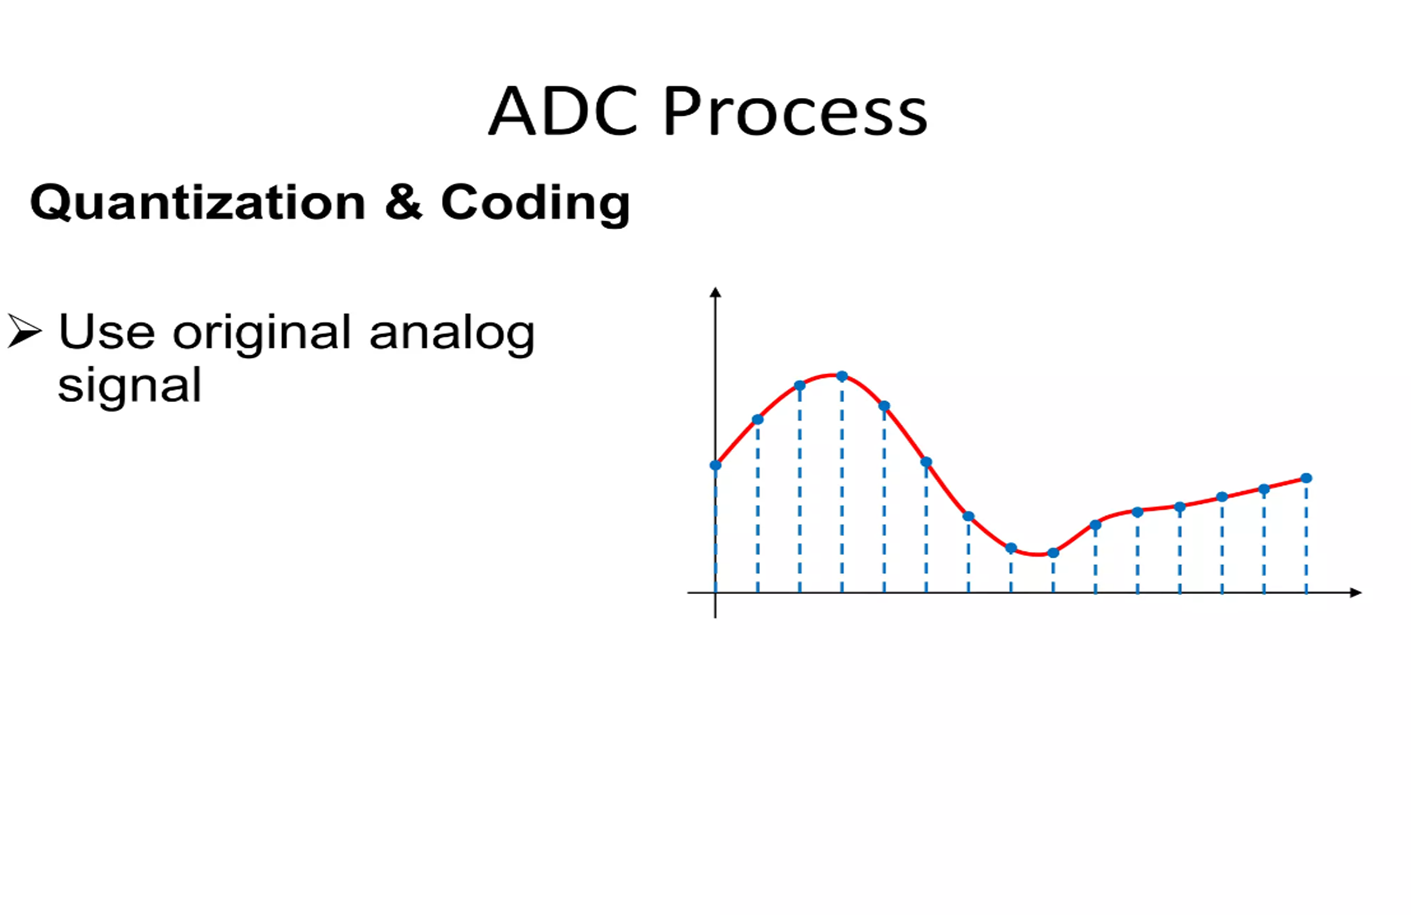 ADC Process
Quantization & Coding
Use original analog
signal